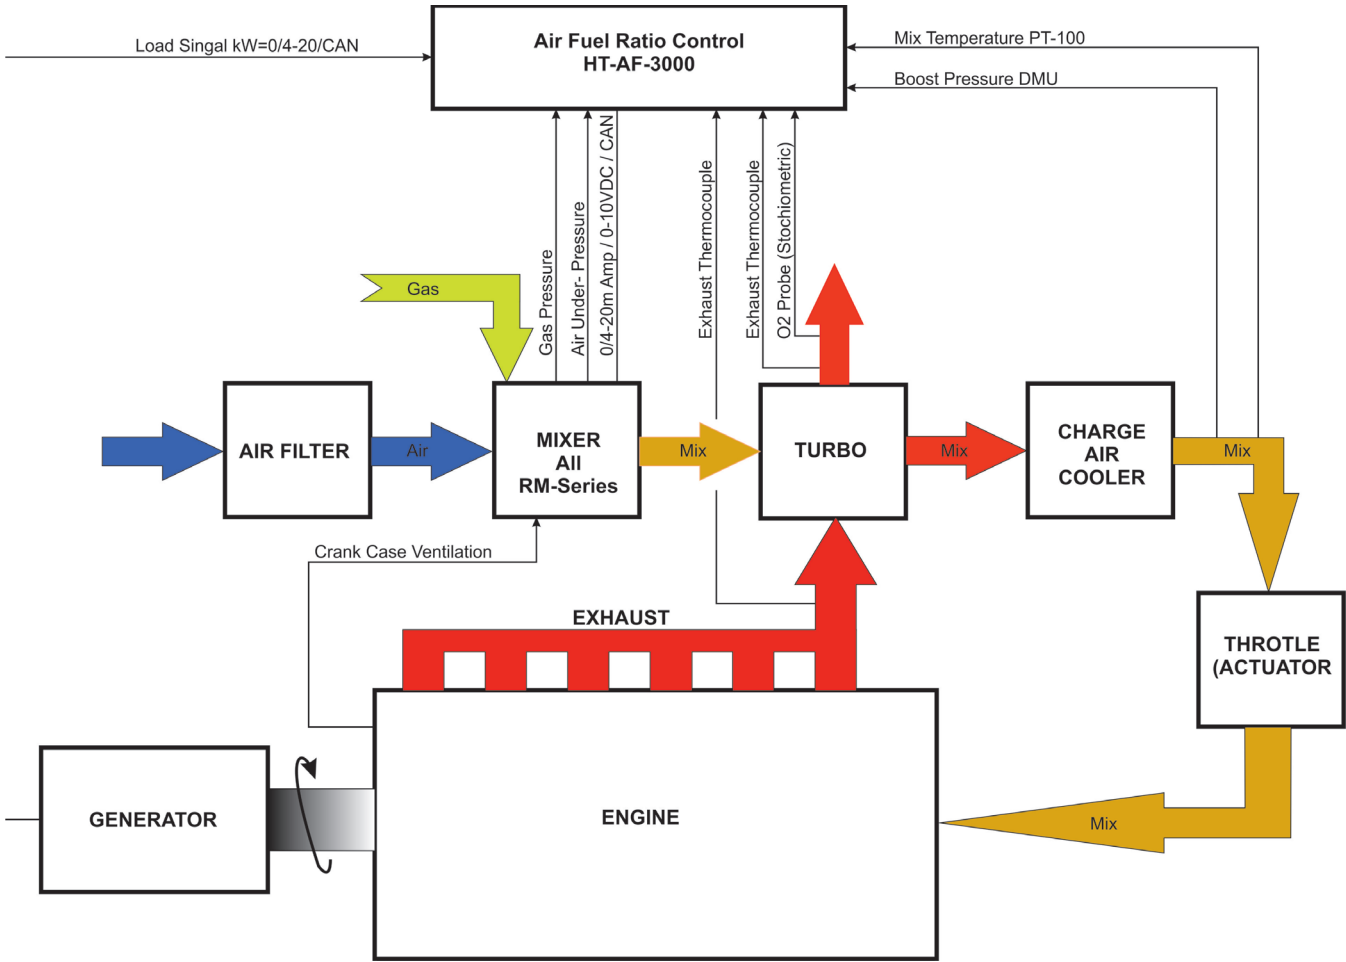 Load Singal kW=0/4-20/CAN
Air Fuel Ratio Control
HT-AF-3000
Mix Temperature PT-100
Boost Pressure DMU
Gas Pressure
Air Under- Pressure
0/4-20m Amp / 0-10VDC / CAN
Exhaust Thermocouple
Exhaust Thermocouple
O2 Probe (Stochiometric)
Gas
AIR FILTER
Air
MIXER
All
RM-Series
Mix
TURBO
Mix
CHARGE
AIR
COOLER
Mix
Crank Case Ventilation
EXHAUST
THROTLE
(ACTUATOR
GENERATOR
ENGINE
Mix